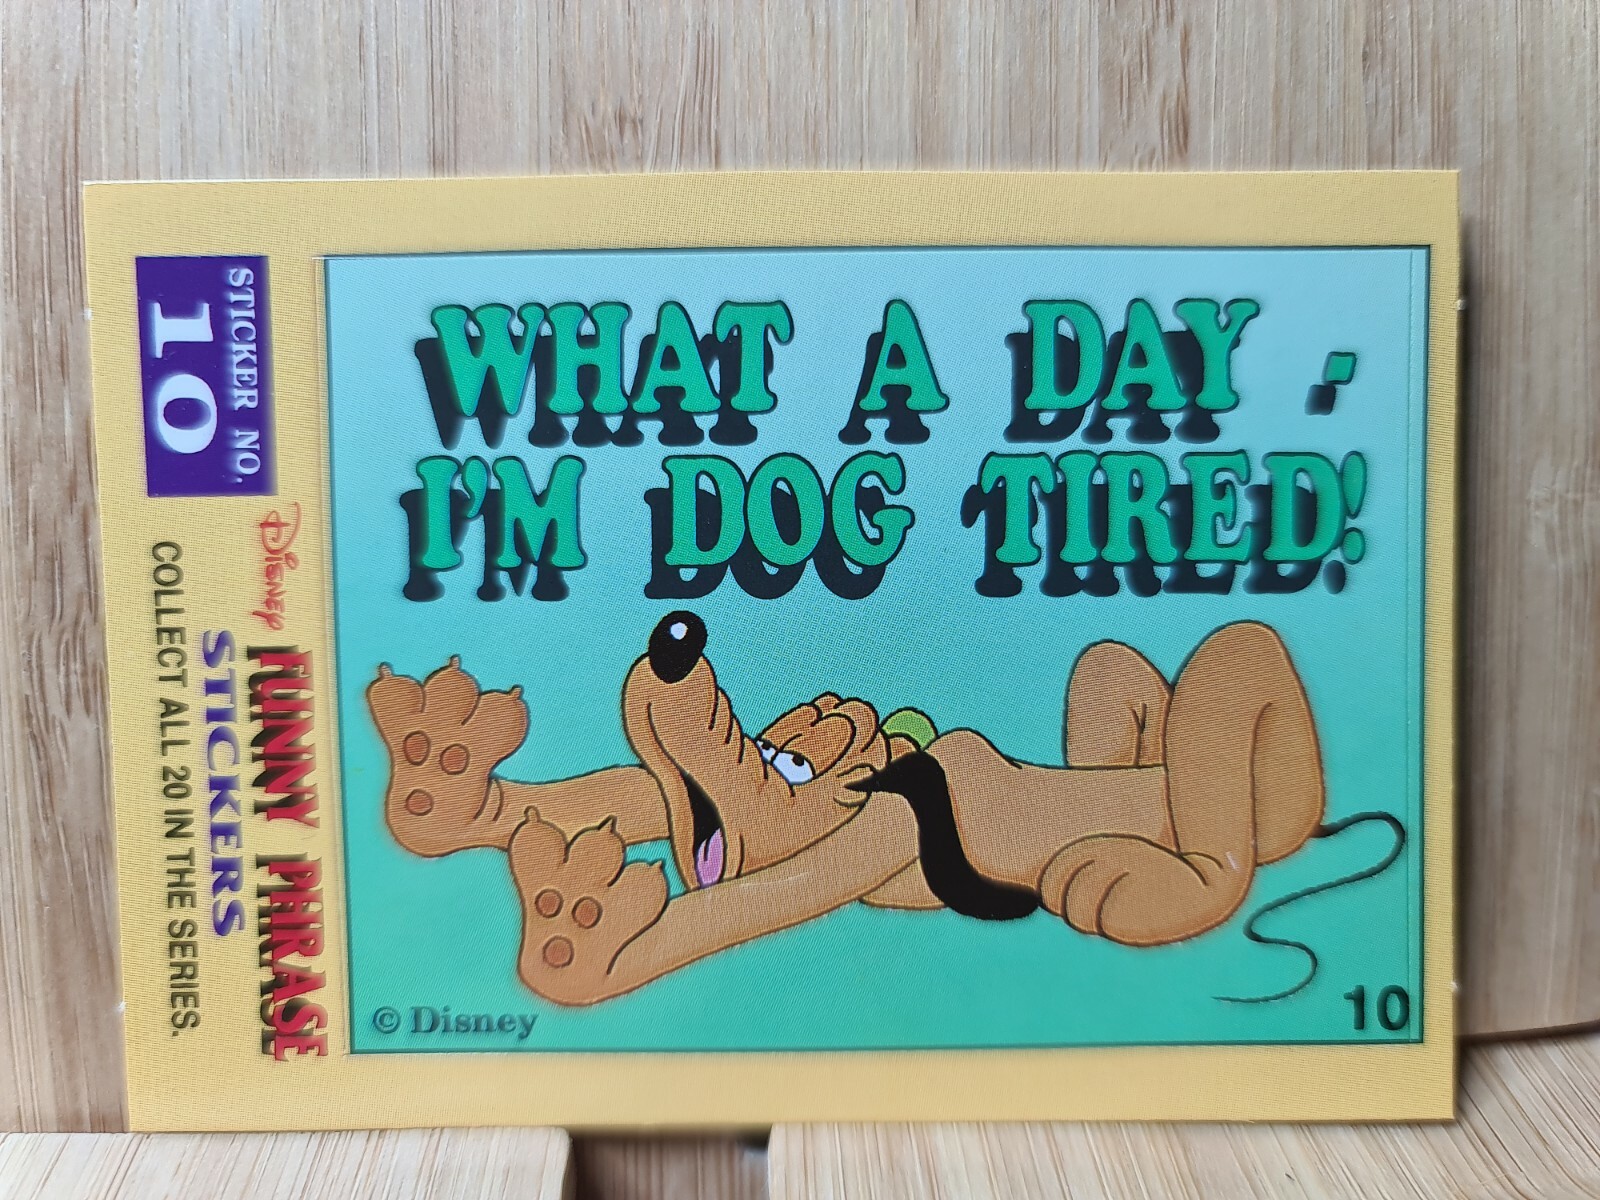 WHAT A DAY -
I'M DOG TIRED!
© Disney
10
STICKER NO.
10
Disney
FUNNY PHRASE
STICKERS
COLLECT ALL 20 IN THE SERIES.